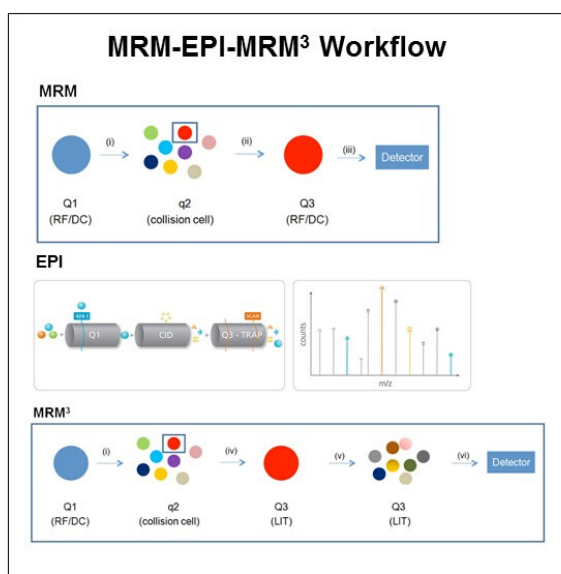 MRM-EPI-MRM³ Workflow
MRM
(i) (ii) (iii)
Detector
Q1 q2 Q3
(RF/DC) (collision cell) (RF/DC)
EPI
SCAN
Q1 CID Q3 - TRAP
counts
m/z
MRM³
(i) (iv) (v) (vi)
Detector
Q1 q2 Q3 Q3
(RF/DC) (collision cell) (LIT) (LIT)